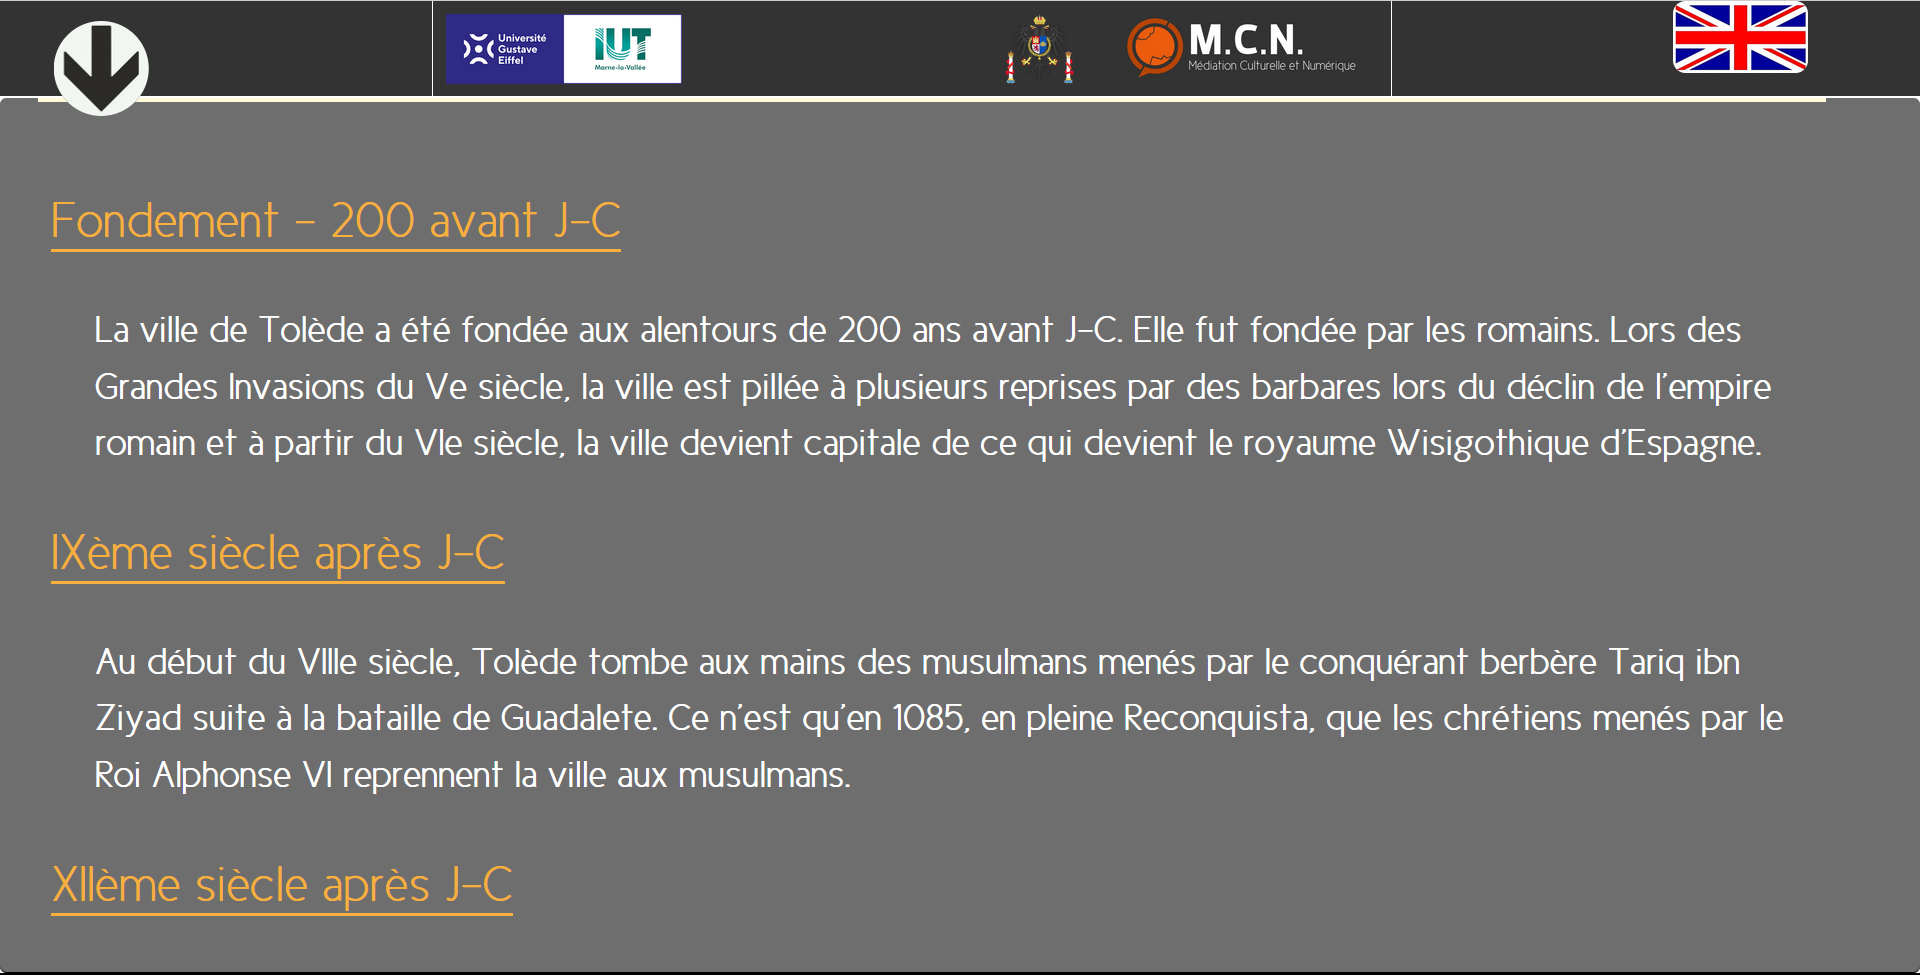 Université
Gustave
Eiffel
IUT
Marne-la-Vallée
M.C.N.
Médiation Culturelle et Numérique
Fondement - 200 avant J-C
La ville de Tolède a été fondée aux alentours de 200 ans avant J-C. Elle fut fondée par les romains. Lors des
Grandes Invasions du Ve siècle, la ville est pillée à plusieurs reprises par des barbares lors du déclin de l'empire
romain et à partir du VIe siècle, la ville devient capitale de ce qui devient le royaume Wisigothique d'Espagne.
IXème siècle après J-C
Au début du VIIIe siècle, Tolède tombe aux mains des musulmans menés par le conquérant berbère Tariq ibn
Ziyad suite à la bataille de Guadalete. Ce n'est qu'en 1085, en pleine Reconquista, que les chrétiens menés par le
Roi Alphonse VI reprennent la ville aux musulmans.
XIIème siècle après J-C